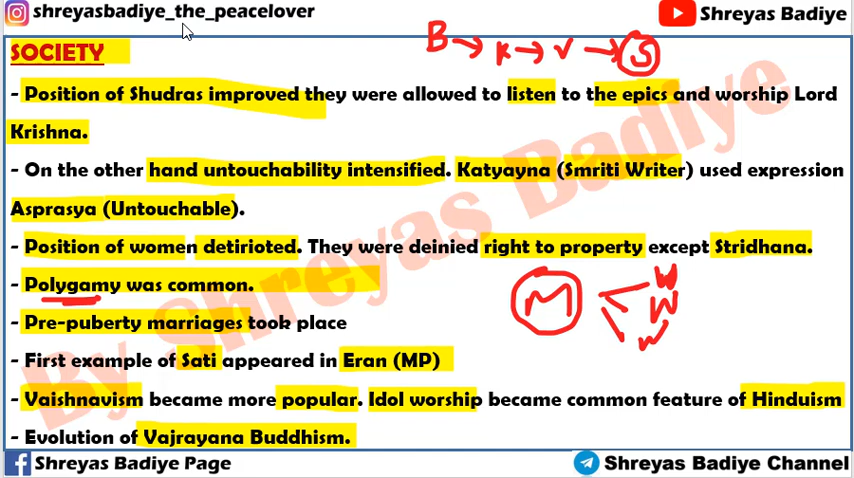 shreyasbadiye_the_peacelover
Shreyas Badiye
B → K → V → S
SOCIETY
- Position of Shudras improved they were allowed to listen to the epics and worship Lord
Krishna.
- On the other hand untouchability intensified. Katyayna (Smriti Writer) used expression
Asprasya (Untouchable).
- Position of women detirioted. They were deinied right to property except Stridhana.
- Polygamy was common.
M W
W
W
- Pre-puberty marriages took place
- First example of Sati appeared in Eran (MP)
- Vaishnavism became more popular. Idol worship became common feature of Hinduism
- Evolution of Vajrayana Buddhism.
By Shreyas Badiye
Shreyas Badiye Page
Shreyas Badiye Channel